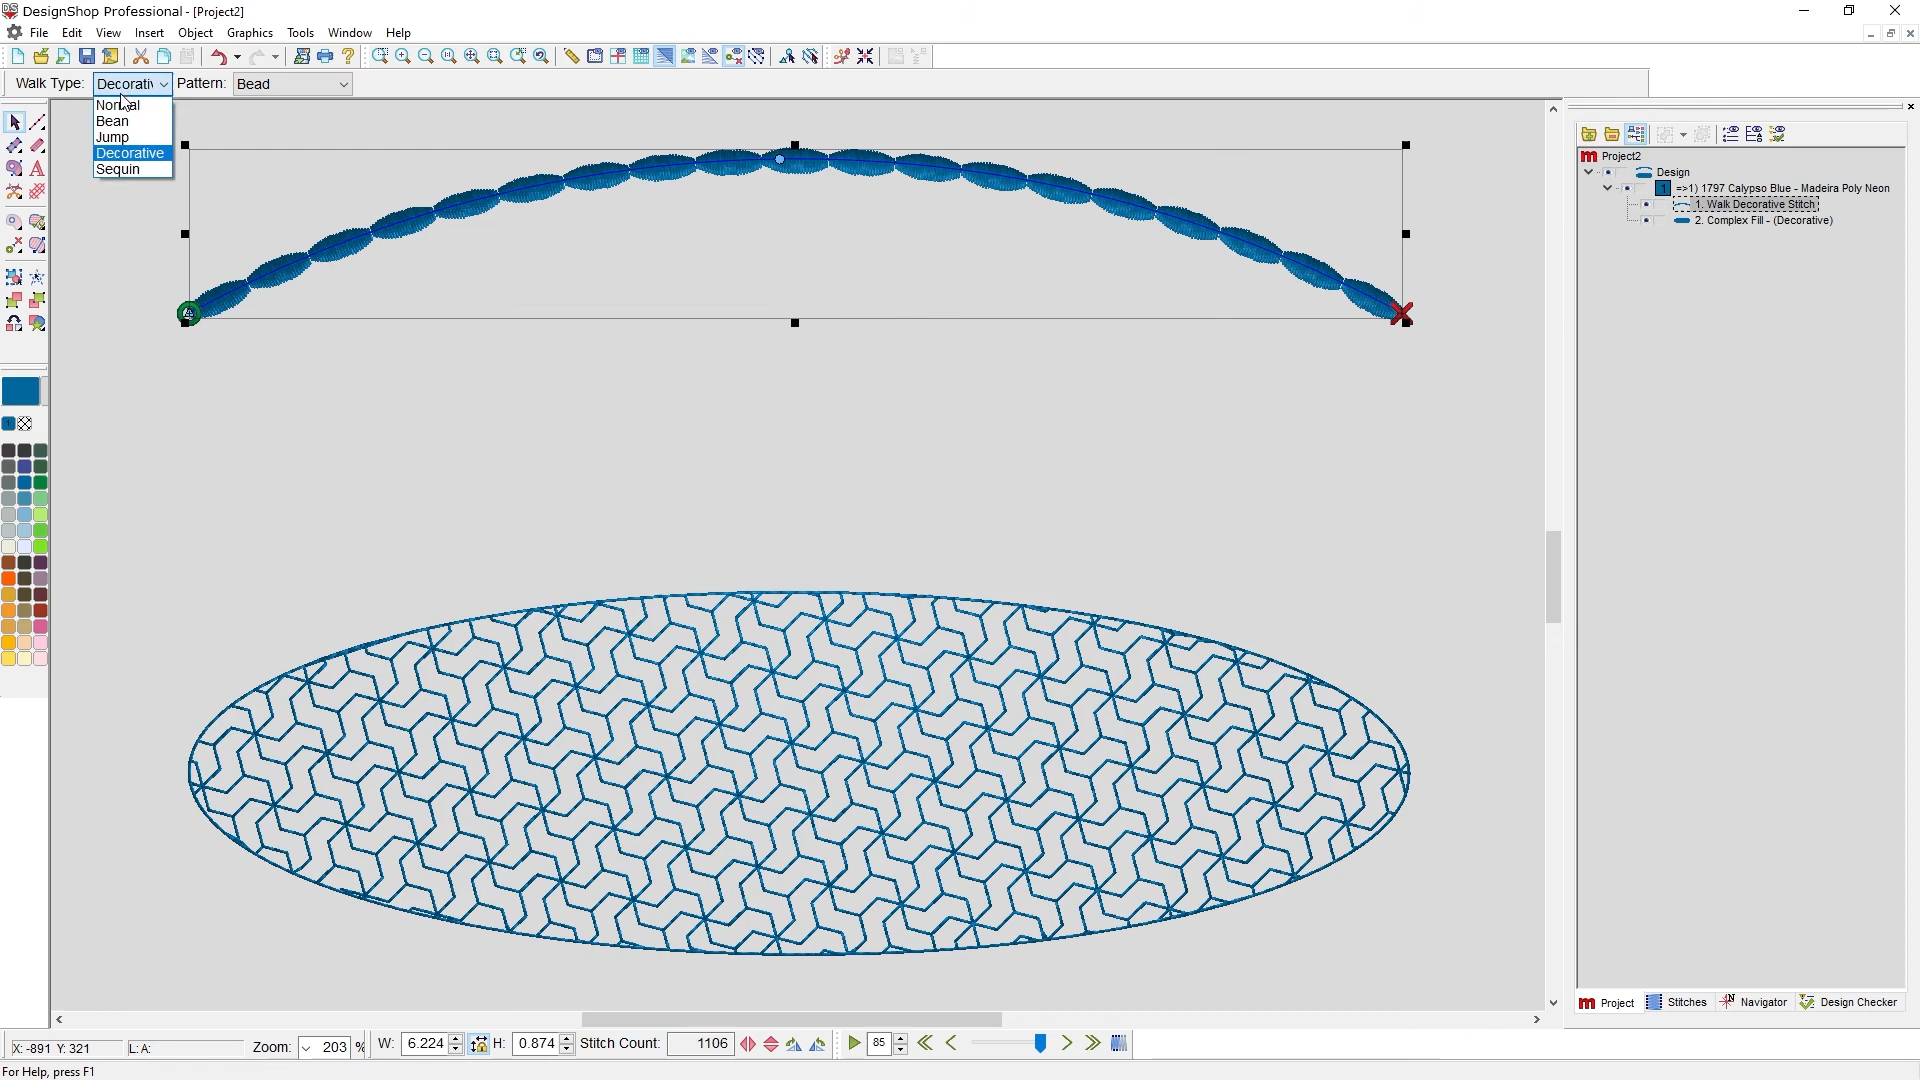 DesignShop Professional - [Project2]
File Edit View Insert Object Graphics Tools Window Help
Walk Type: Decorativ Pattern: Bead
Normal
Bean
Jump
Decorative
Sequin
Project2
Design
1 =>1) 1797 Calypso Blue - Madeira Poly Neon
1. Walk Decorative Stitch
2. Complex Fill - (Decorative)
1
Project Stitches Navigator Design Checker
X: -891 Y: 321 L: A: Zoom: 203 % W: 6.224 H: 0.874 Stitch Count: 1106 85
For Help, press F1